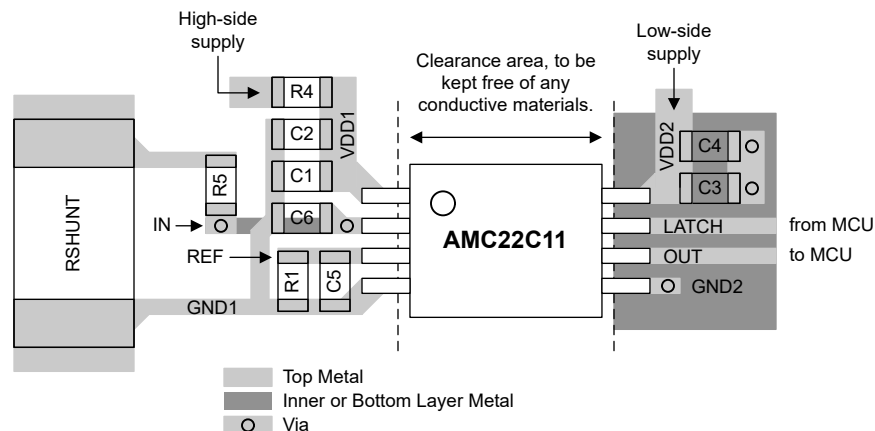 High-side
supply
Low-side
supply
Clearance area, to be
kept free of any
conductive materials.
R4
C2
VDD1
C1
R5
C6
IN
RSHUNT
REF
R1
C5
GND1
AMC22C11
VDD2
C4
C3
LATCH
from MCU
OUT
to MCU
GND2
Top Metal
Inner or Bottom Layer Metal
Via